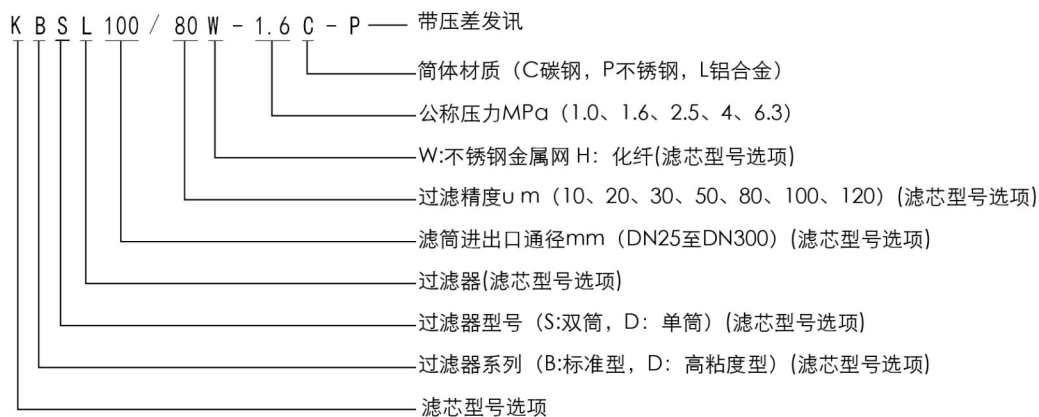 KBSL100/80W-1.6C-P 带压差发讯
简体材质（C碳钢，P不锈钢，L铝合金）
公称压力MPa（1.0、1.6、2.5、4、6.3）
W:不锈钢金属网 H：化纤(滤芯型号选项)
过滤精度u m（10、20、30、50、80、100、120）(滤芯型号选项)
滤筒进出口通径mm（DN25至DN300）(滤芯型号选项)
过滤器(滤芯型号选项)
过滤器型号（S:双筒，D：单筒）(滤芯型号选项)
过滤器系列（B:标准型，D：高粘度型）(滤芯型号选项)
滤芯型号选项